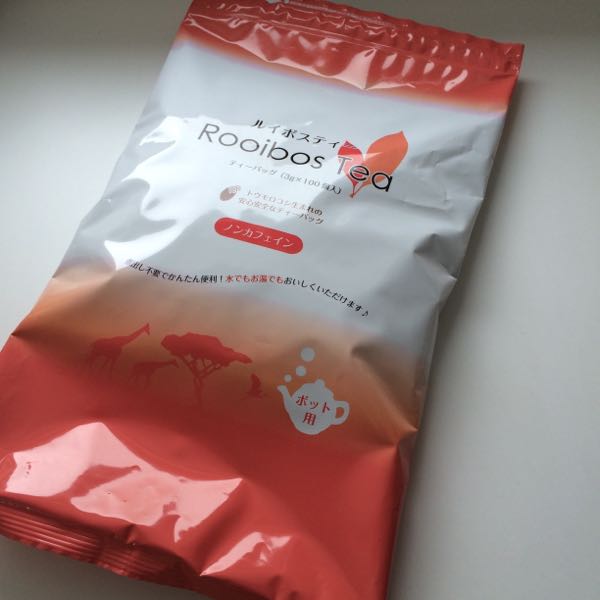 ルイボスティ
Rooibos Tea
ティーバッグ(3g×100個入)
トウモロコシ生まれの
安心安全なティーバッグ
ノンカフェイン
出し不要でかんたん便利!水でもお湯でもおいしくいただけます♪
ポット
用